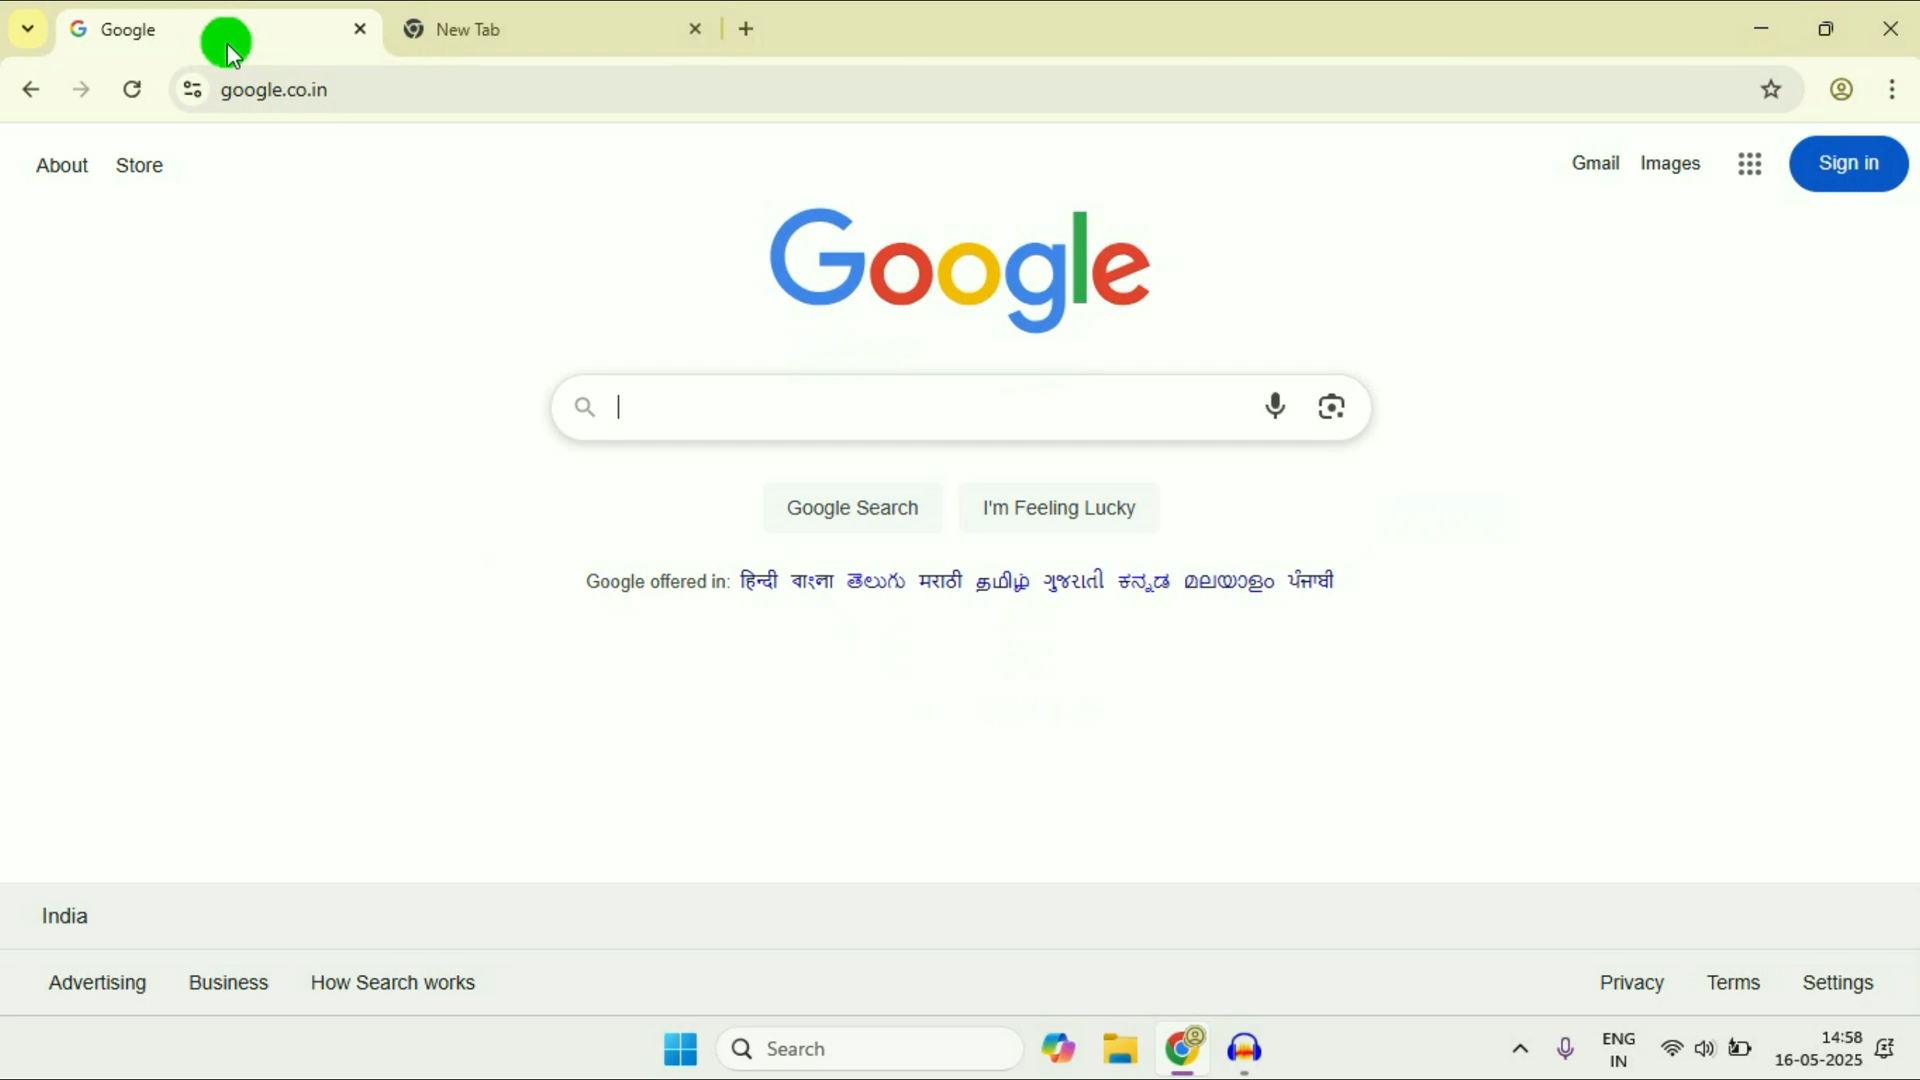 Google New Tab
google.co.in
About Store Gmail Images Sign in
Google
Google Search I'm Feeling Lucky
Google offered in: हिन्दी বাংলা తెలుగు मराठी தமிழ் ગુજરાતી ಕನ್ನಡ മലയാളം ਪੰਜਾਬੀ
India
Advertising Business How Search works Privacy Terms Settings
Search ENG 14:58
IN 16-05-2025